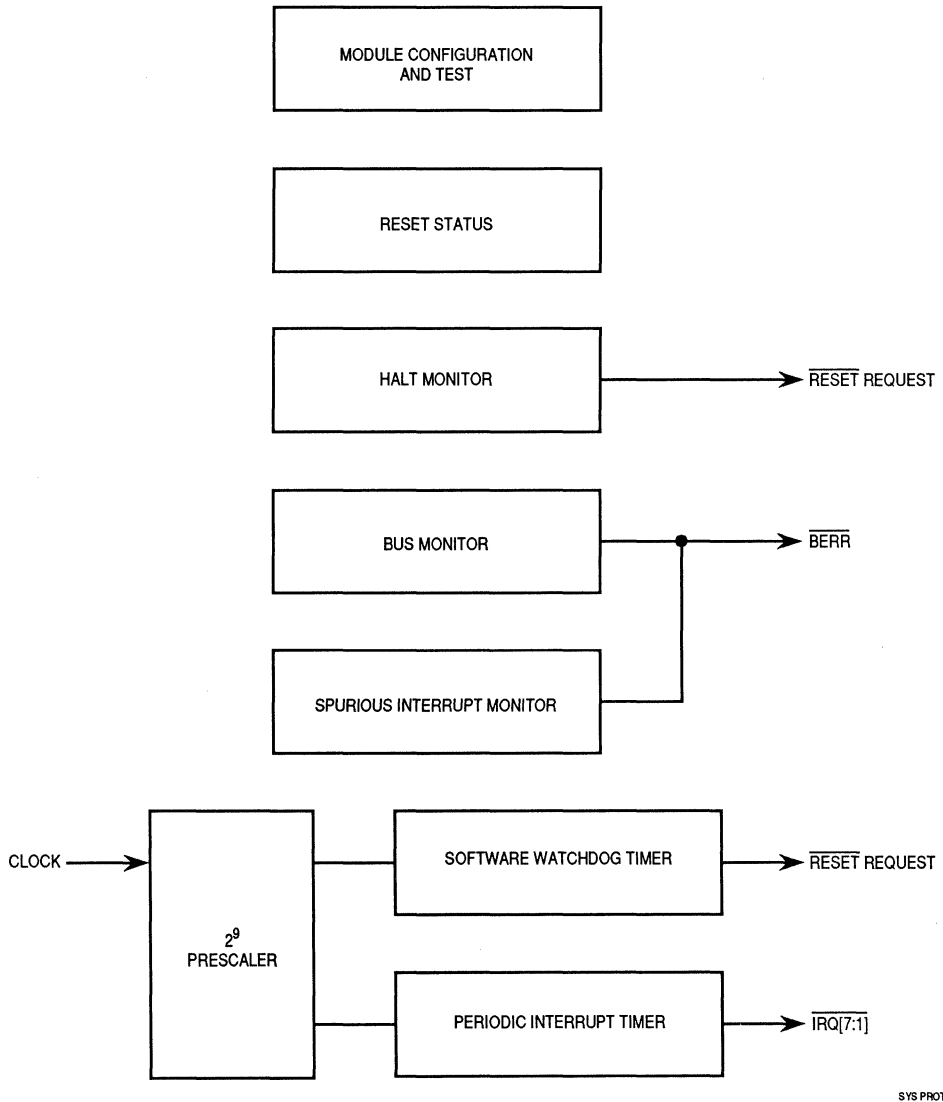 MODULE CONFIGURATION
AND TEST
RESET STATUS
HALT MONITOR
RESET REQUEST
BUS MONITOR
BERR
SPURIOUS INTERRUPT MONITOR
CLOCK
2⁹
PRESCALER
SOFTWARE WATCHDOG TIMER
RESET REQUEST
PERIODIC INTERRUPT TIMER
IRQ[7:1]
SYS PROT